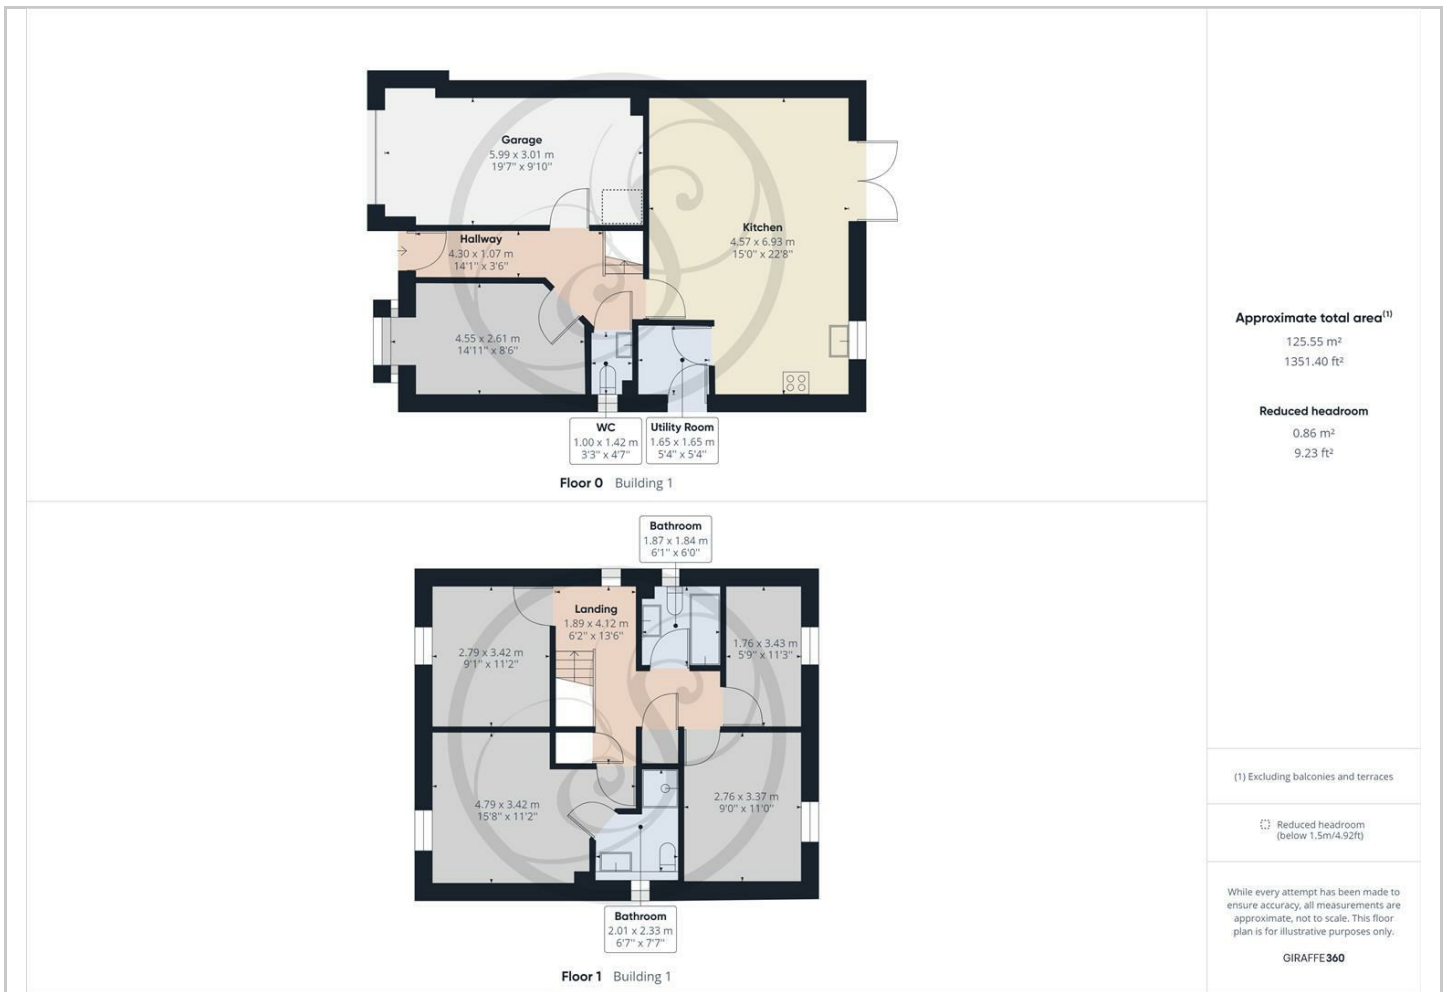 Garage
5.99 x 3.01 m
19'7" x 9'10"
Hallway
4.30 x 1.07 m
14'1" x 3'6"
Kitchen
4.57 x 6.93 m
15'0" x 22'8"
4.55 x 2.61 m
14'11" x 8'6"
WC
1.00 x 1.42 m
3'3" x 4'7"
Utility Room
1.65 x 1.65 m
5'4" x 5'4"
Floor 0 Building 1
Bathroom
1.87 x 1.84 m
6'1" x 6'0"
Landing
1.89 x 4.12 m
6'2" x 13'6"
2.79 x 3.42 m
9'1" x 11'2"
1.76 x 3.43 m
5'9" x 11'3"
4.79 x 3.42 m
15'8" x 11'2"
2.76 x 3.37 m
9'0" x 11'0"
Bathroom
2.01 x 2.33 m
6'7" x 7'7"
Floor 1 Building 1
Approximate total area(1)
125.55 m²
1351.40 ft²
Reduced headroom
0.86 m²
9.23 ft²
(1) Excluding balconies and terraces
Reduced headroom
(below 1.5m/4.92ft)
While every attempt has been made to
ensure accuracy, all measurements are
approximate, not to scale. This floor
plan is for illustrative purposes only.
GIRAFFE360